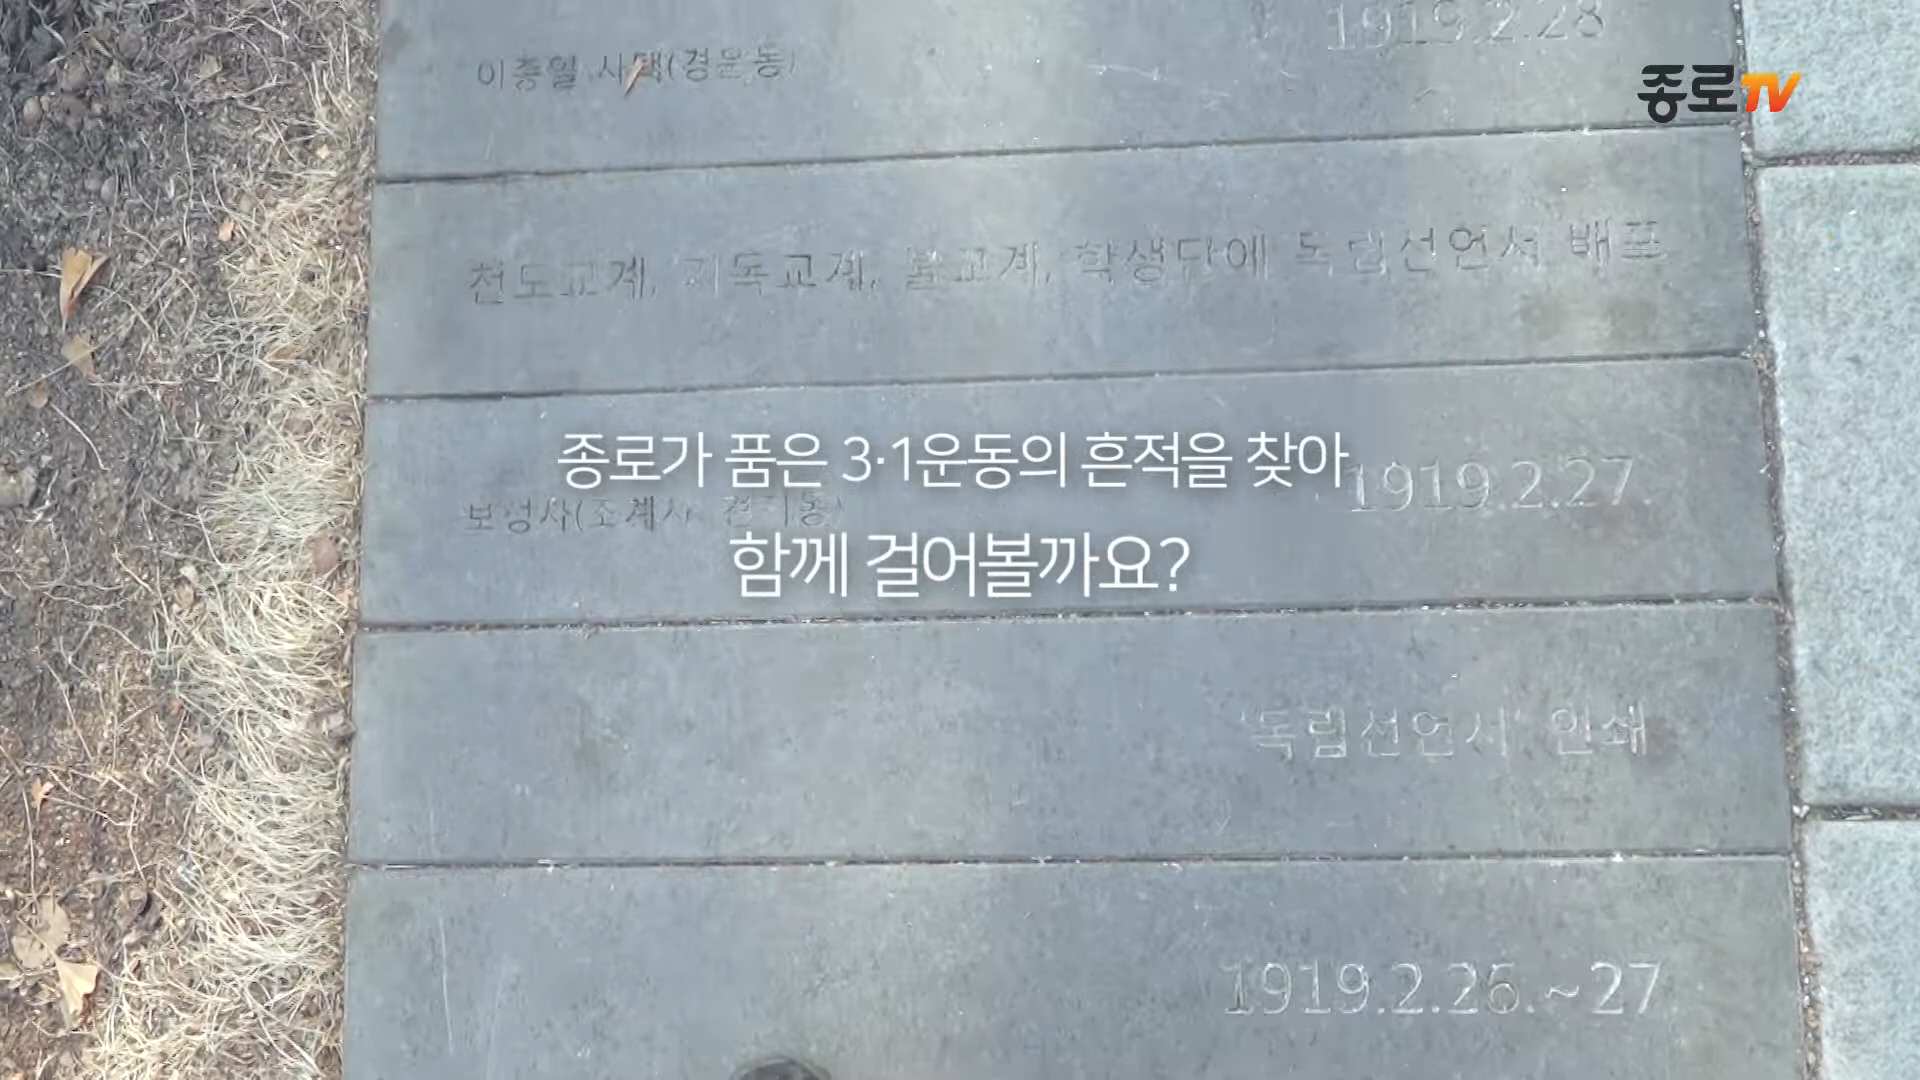 1919.2.28
이종일 사택(경운동)
종로TV
천도교계, 기독교계, 불교계, 학생단에 독립선언서 배포
종로가 품은 3·1운동의 흔적을 찾아
1919.2.27.
보성사(조계사 견지동)
함께 걸어볼까요?
'독립선언서' 인쇄
1919.2.26.~27